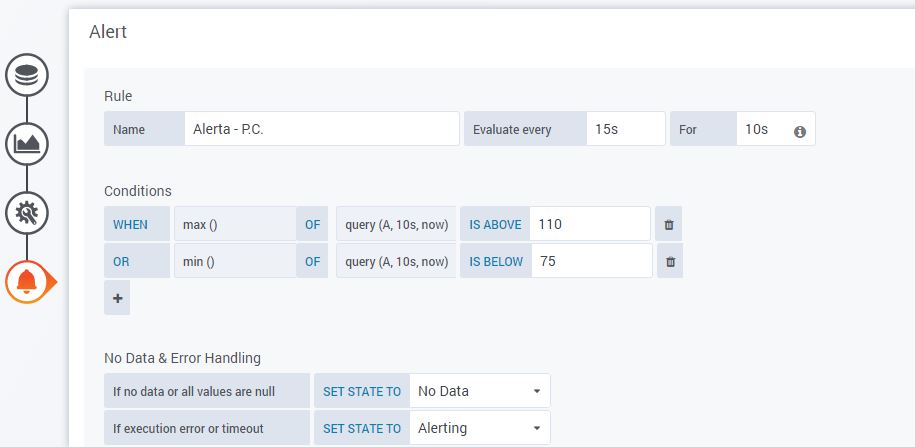 Alert
Rule
Name Alerta - P.C. Evaluate every 15s For 10s
Conditions
WHEN max () OF query (A, 10s, now) IS ABOVE 110
OR min () OF query (A, 10s, now) IS BELOW 75
+
No Data & Error Handling
If no data or all values are null SET STATE TO No Data
If execution error or timeout SET STATE TO Alerting